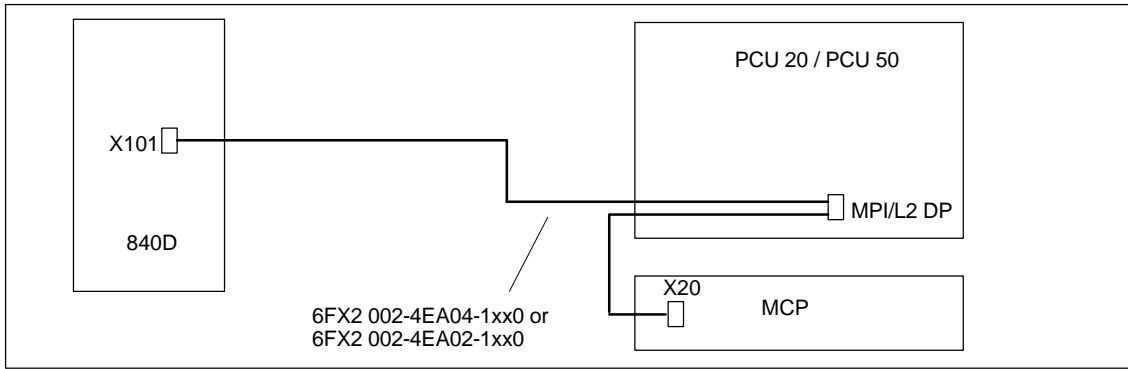 PCU 20 / PCU 50
X101
MPI/L2 DP
840D
X20
MCP
6FX2 002-4EA04-1xx0 or
6FX2 002-4EA02-1xx0